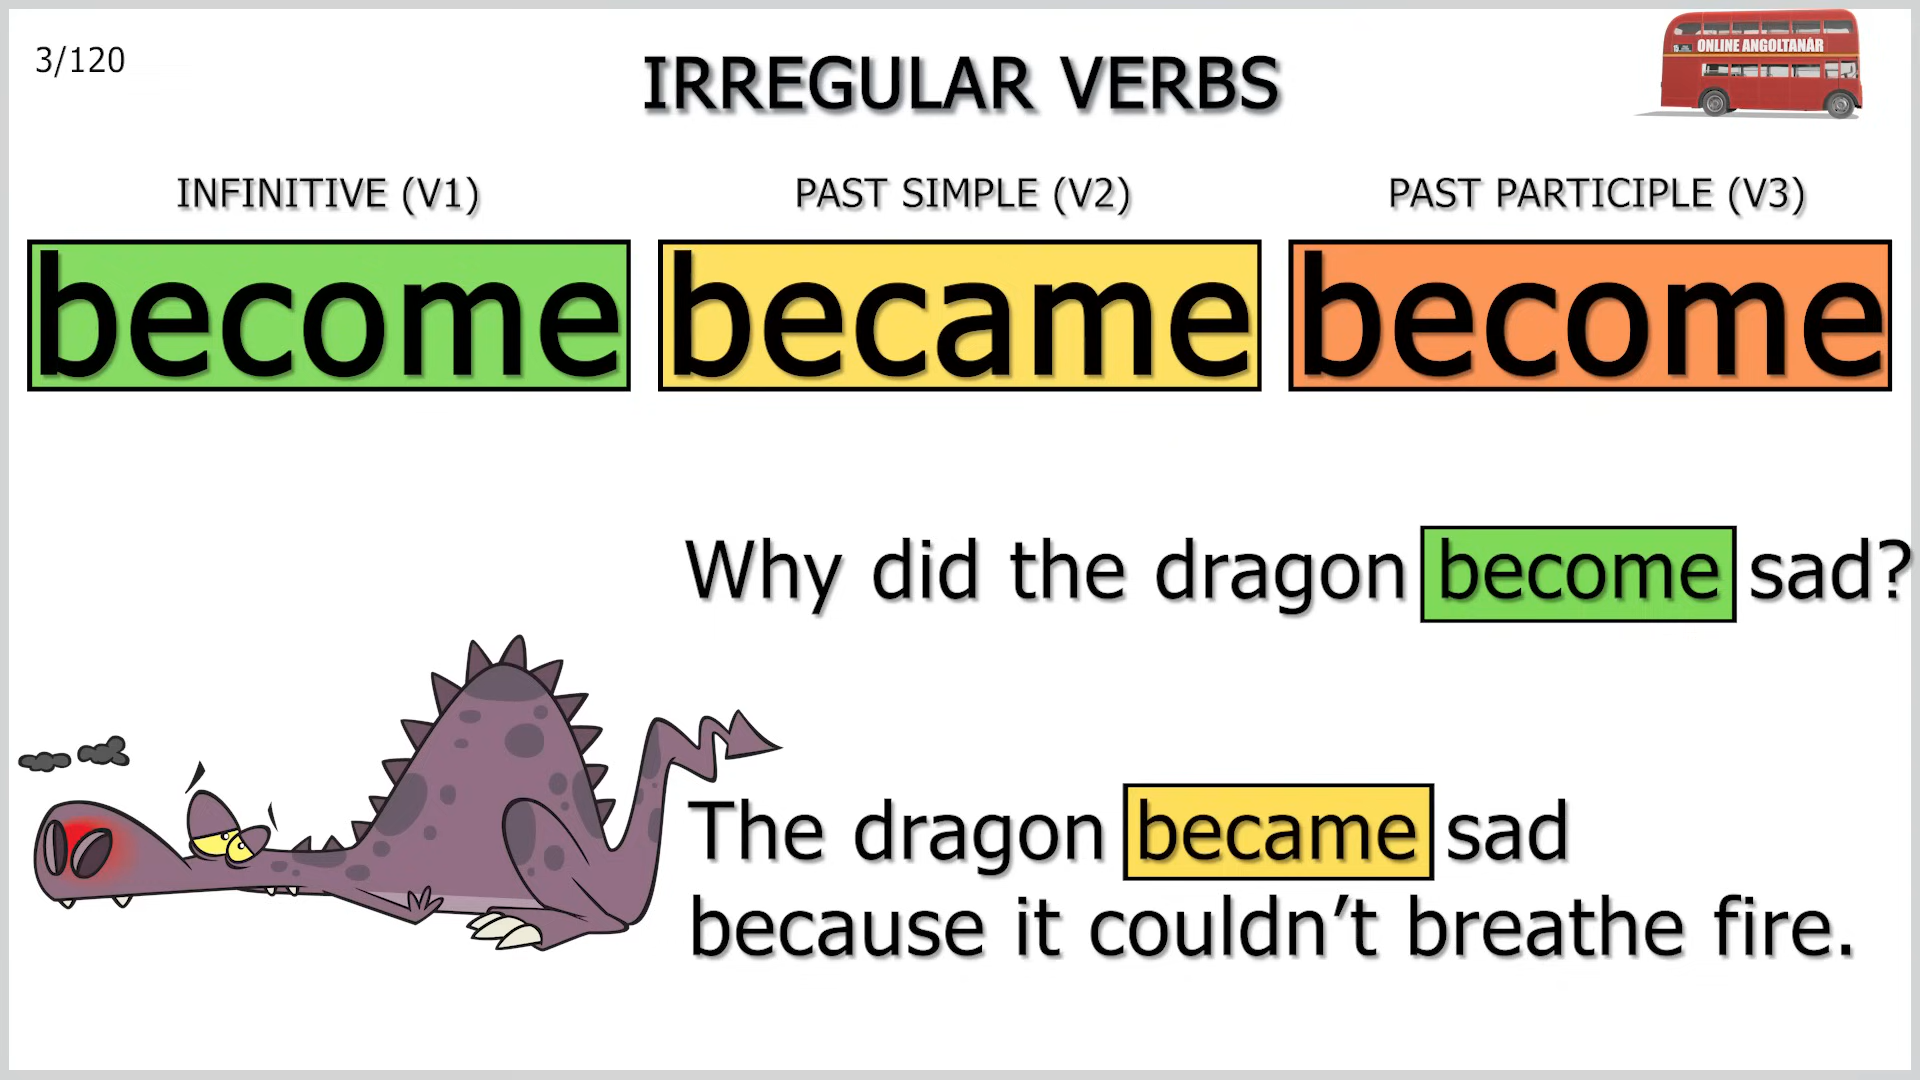 3/120
IRREGULAR VERBS
ONLINE ANGOLTANÁR
INFINITIVE (V1)
PAST SIMPLE (V2)
PAST PARTICIPLE (V3)
become
became
become
Why did the dragon become sad?
The dragon became sad
because it couldn’t breathe fire.